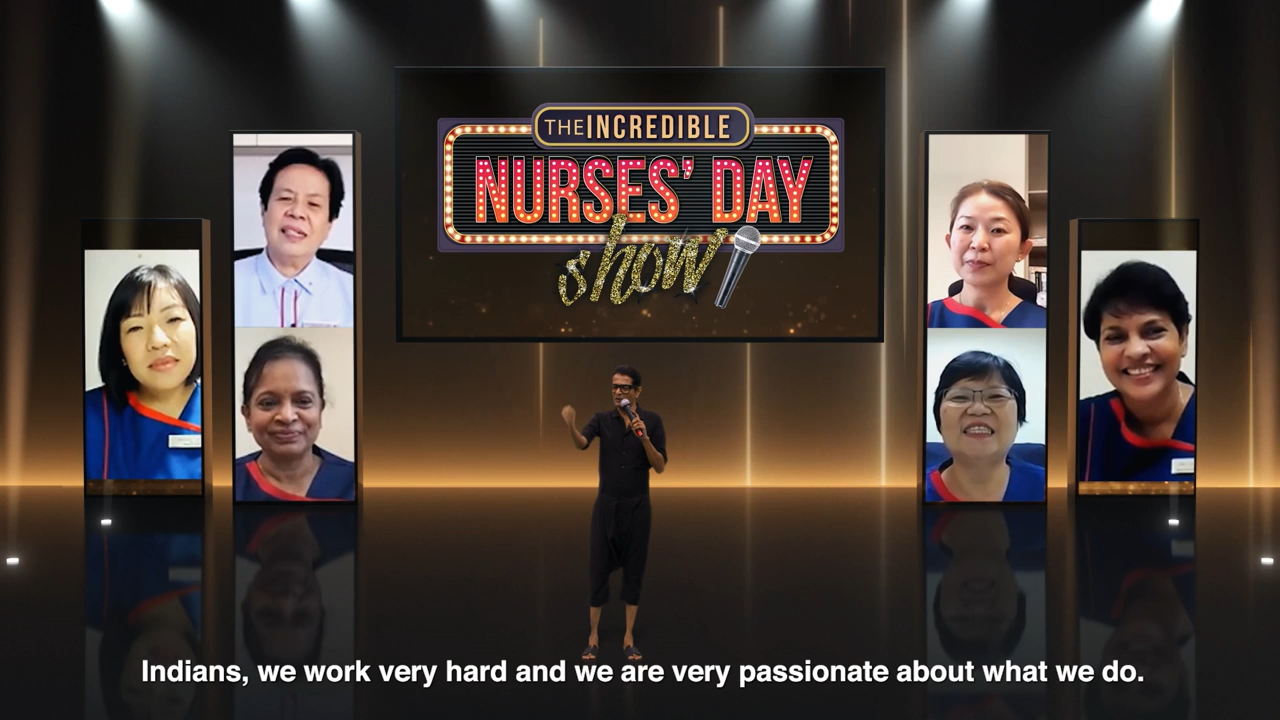 THE INCREDIBLE
NURSES' DAY
show
Indians, we work very hard and we are very passionate about what we do.